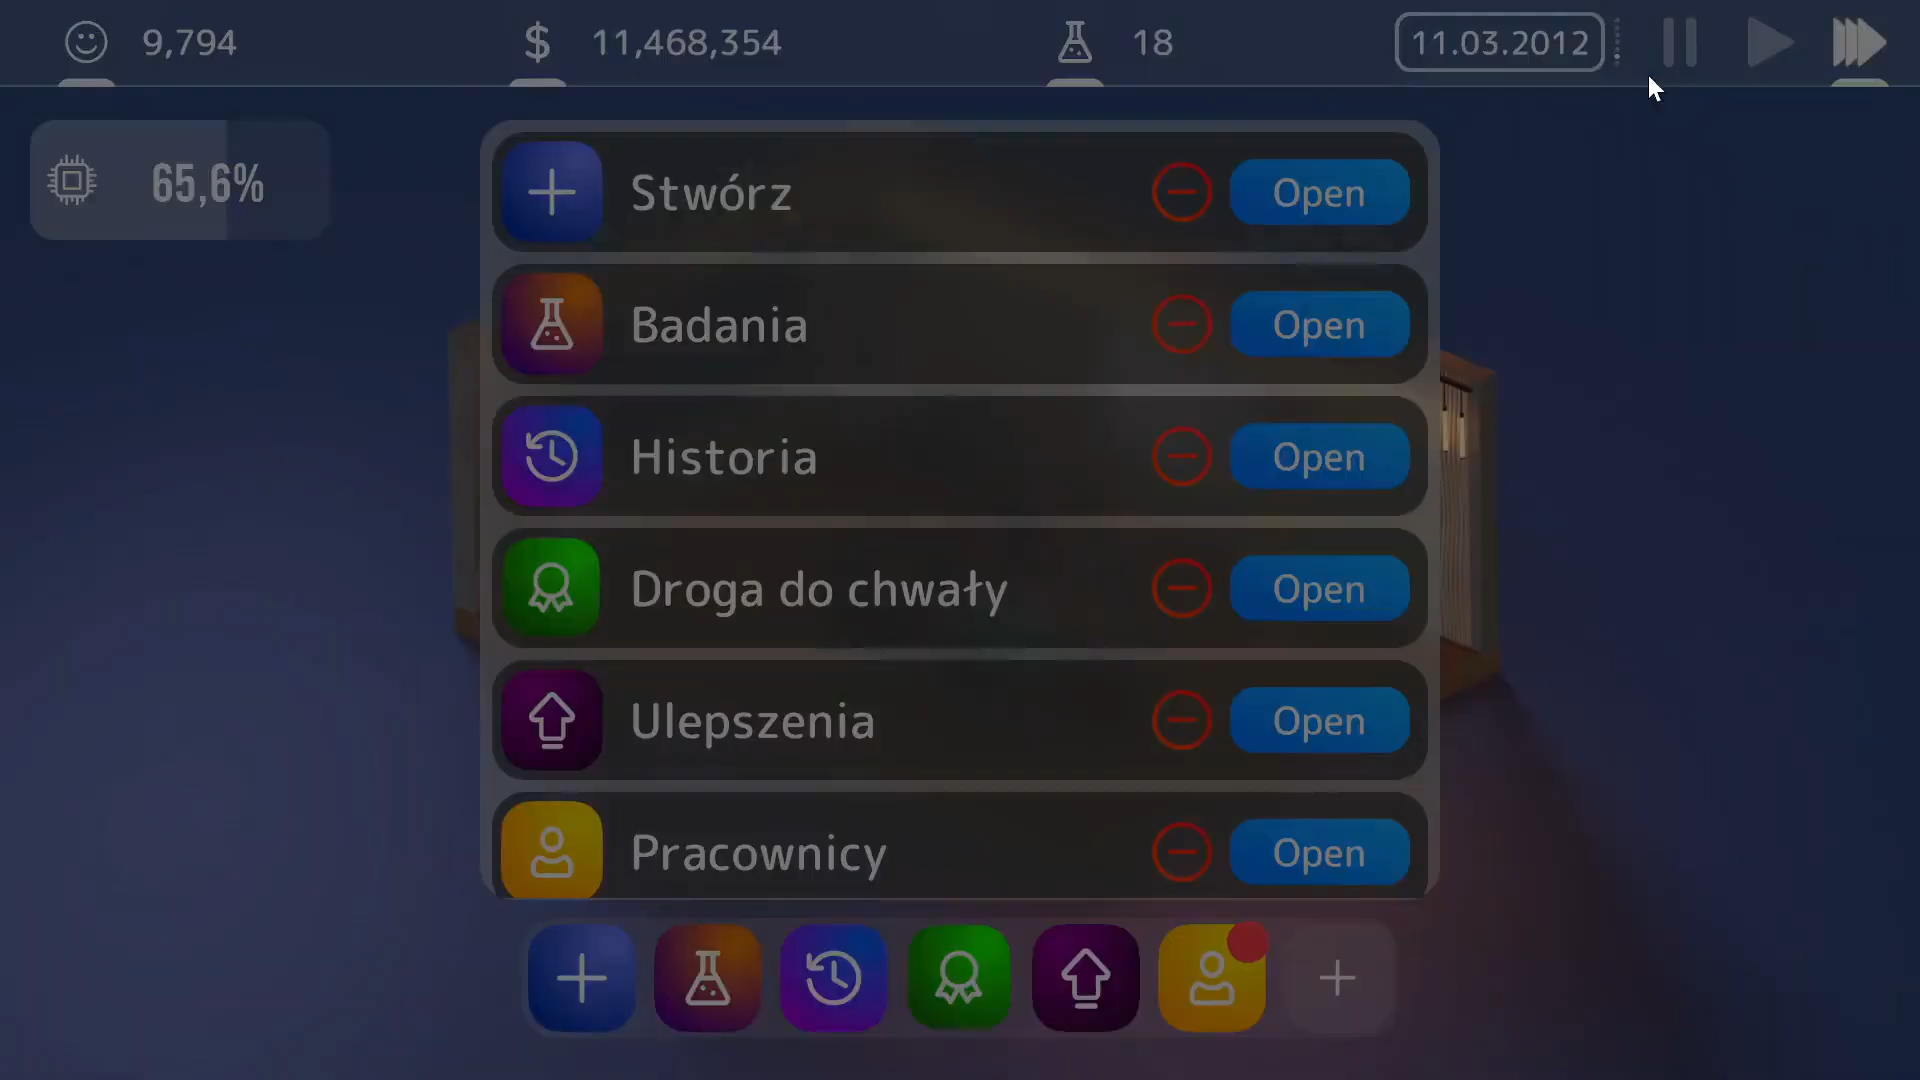 9,794
$ 11,468,354
18
11.03.2012
65,6%
Stwórz Open
Badania Open
Historia Open
Droga do chwały Open
Ulepszenia Open
Pracownicy Open